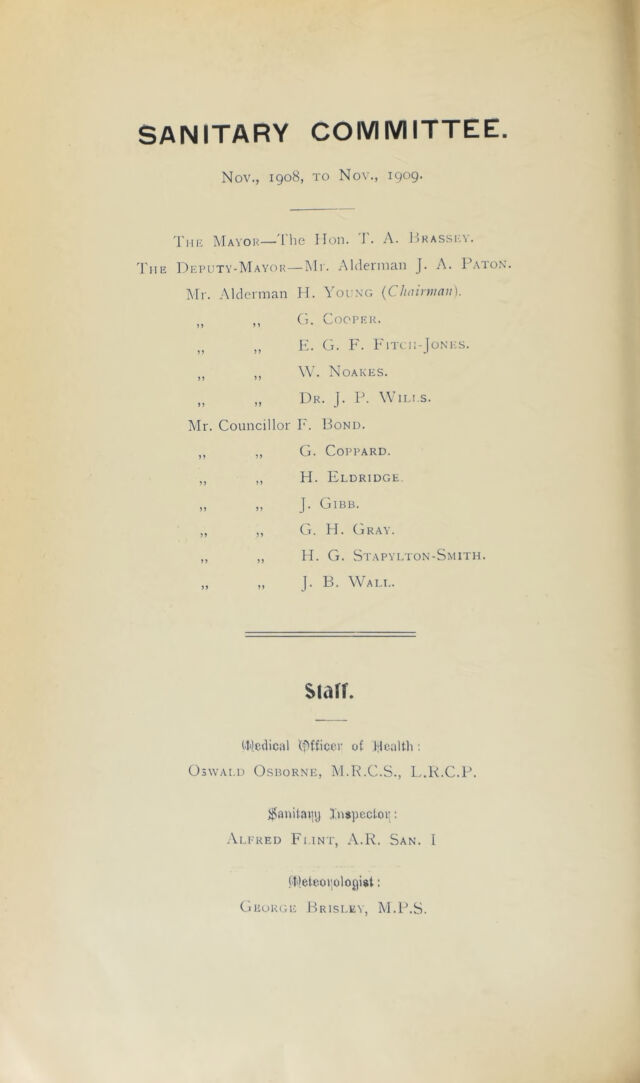 SANITARY COMMITTEE.
Nov., 1908, to Nov., 1909.
The Mayor—The Hon. T. A. Brassey.
The Deputy-Mayor—Mr. Alderman J. A. Paton.
Mr. Alderman H. Young (Chairman).
„ „ G. Cooper.
„ „ E. G. F. Fitch-Jones.
„ „ W. Noakes.
„ „ Dr. J. P. Wills.
Mr. Councillor F. Bond.
„ „ G. Coppard.
„ „ H. Eldridge.
„ „ J. Gibb.
„ „ G. H. Gray.
„ „ H. G. Stapylton-Smith.
„ „ J. B. Wall.
Staff.
Medical Officer of Health:
Oswald Osborne, M.R.C.S., L.R.C.P.
Sanitary Inspector:
Alfred Flint, A.R. San. I
Meteorologist:
George Brisley, M.P.S.